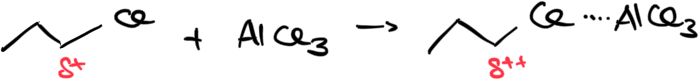 Cl + AlCl3 → Cl ···· AlCl3
δ+ δ++